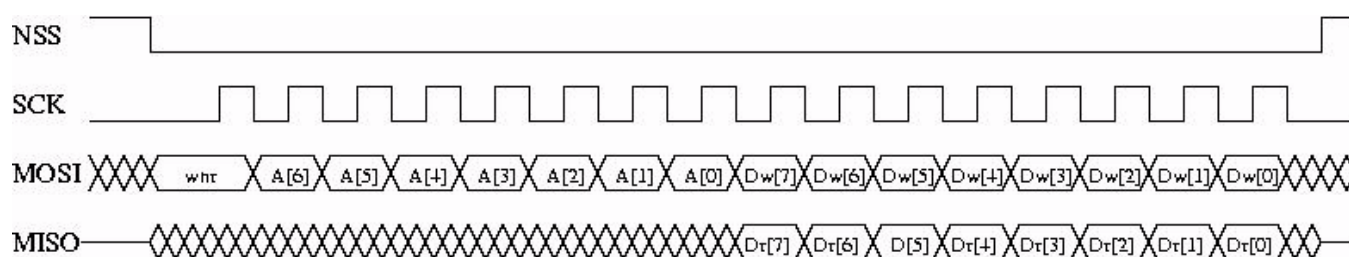 NSS
SCK
MOSI whr A[6] A[5] A[4] A[3] A[2] A[1] A[0] Dw[7] Dw[6] Dw[5] Dw[4] Dw[3] Dw[2] Dw[1] Dw[0]
MISO Dr[7] Dr[6] D[5] Dr[4] Dr[3] Dr[2] Dr[1] Dr[0]